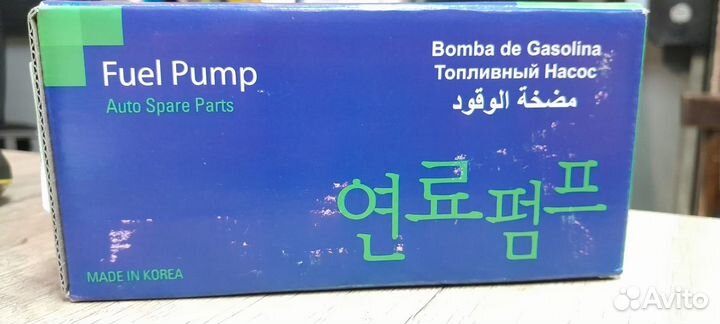 Fuel Pump
Auto Spare Parts
Bomba de Gasolina
Топливный Насос
مضخة الوقود
연료펌프
MADE IN KOREA
Avito